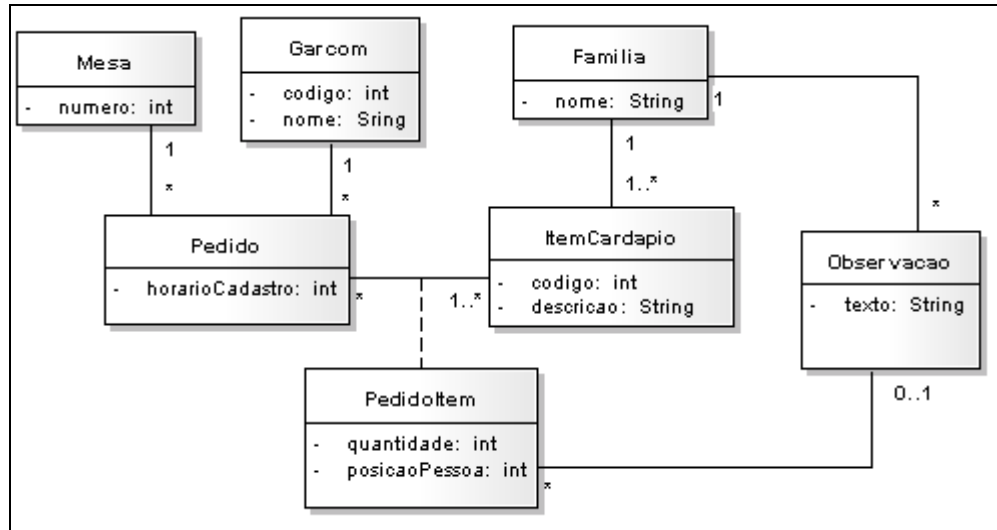 Mesa
- numero: int
Garcom
- codigo: int
- nome: Sring
Familia
- nome: String
1
1
1
1
*
*
1..*
*
Pedido
- horarioCadastro: int
*
1..*
ItemCardapio
- codigo: int
- descricao: String
Observacao
- texto: String
0..1
PedidoItem
- quantidade: int
- posicaoPessoa: int
*